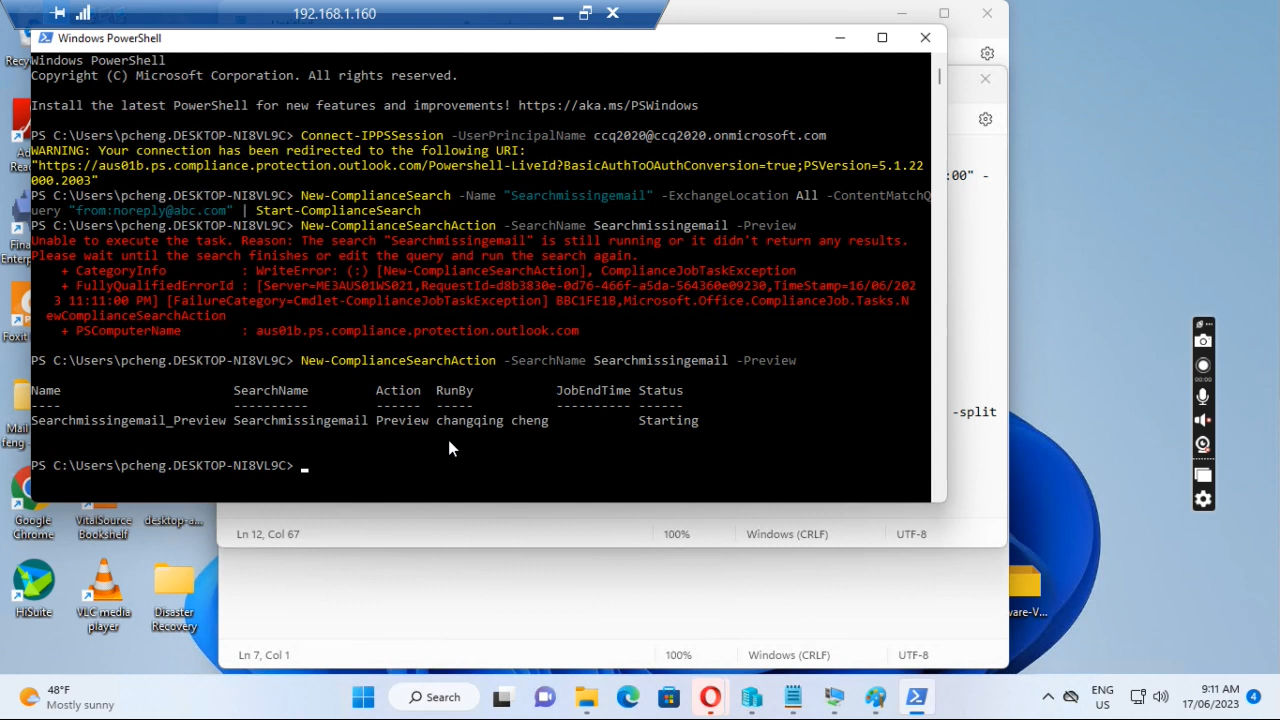 192.168.1.160
Windows PowerShell
Windows PowerShell
Copyright (C) Microsoft Corporation. All rights reserved.
Install the latest PowerShell for new features and improvements! https://aka.ms/PSWindows
PS C:\Users\pcheng.DESKTOP-NI8VL9C> Connect-IPPSSession -UserPrincipalName ccq2020@ccq2020.onmicrosoft.com
WARNING: Your connection has been redirected to the following URI:
"https://aus01b.ps.compliance.protection.outlook.com/Powershell-LiveId?BasicAuthToOAuthConversion=true;PSVersion=5.1.22
000.2003"
PS C:\Users\pcheng.DESKTOP-NI8VL9C> New-ComplianceSearch -Name "Searchmissingemail" -ExchangeLocation All -ContentMatchQ
uery "from:noreply@abc.com" | Start-ComplianceSearch
PS C:\Users\pcheng.DESKTOP-NI8VL9C> New-ComplianceSearchAction -SearchName Searchmissingemail -Preview
Unable to execute the task. Reason: The search "Searchmissingemail" is still running or it didn't return any results.
Please wait until the search finishes or edit the query and run the search again.
+ CategoryInfo : WriteError: (:) [New-ComplianceSearchAction], ComplianceJobTaskException
+ FullyQualifiedErrorId : [Server=ME3AUS01WS021,RequestId=d8b3830e-0d76-466f-a5da-564360e09230,TimeStamp=16/06/202
3 11:11:00 PM] [FailureCategory=Cmdlet-ComplianceJobTaskException] BBC1FE1B,Microsoft.Office.ComplianceJob.Tasks.N
ewComplianceSearchAction
+ PSComputerName : aus01b.ps.compliance.protection.outlook.com
PS C:\Users\pcheng.DESKTOP-NI8VL9C> New-ComplianceSearchAction -SearchName Searchmissingemail -Preview
Name SearchName Action RunBy JobEndTime Status
---- ---------- ------ ----- ---------- ------
Searchmissingemail_Preview Searchmissingemail Preview changqing cheng Starting
PS C:\Users\pcheng.DESKTOP-NI8VL9C>
:00" -
-split
Ln 12, Col 67 100% Windows (CRLF) UTF-8
Ln 7, Col 1 100% Windows (CRLF) UTF-8
Google
Chrome
VitalSource
Bookshelf
desktop-a...
HiSuite
VLC media
player
Disaster
Recovery
ware-V...
00:00
48°F
Mostly sunny
Search
ENG
US
9:11 AM
17/06/2023
4